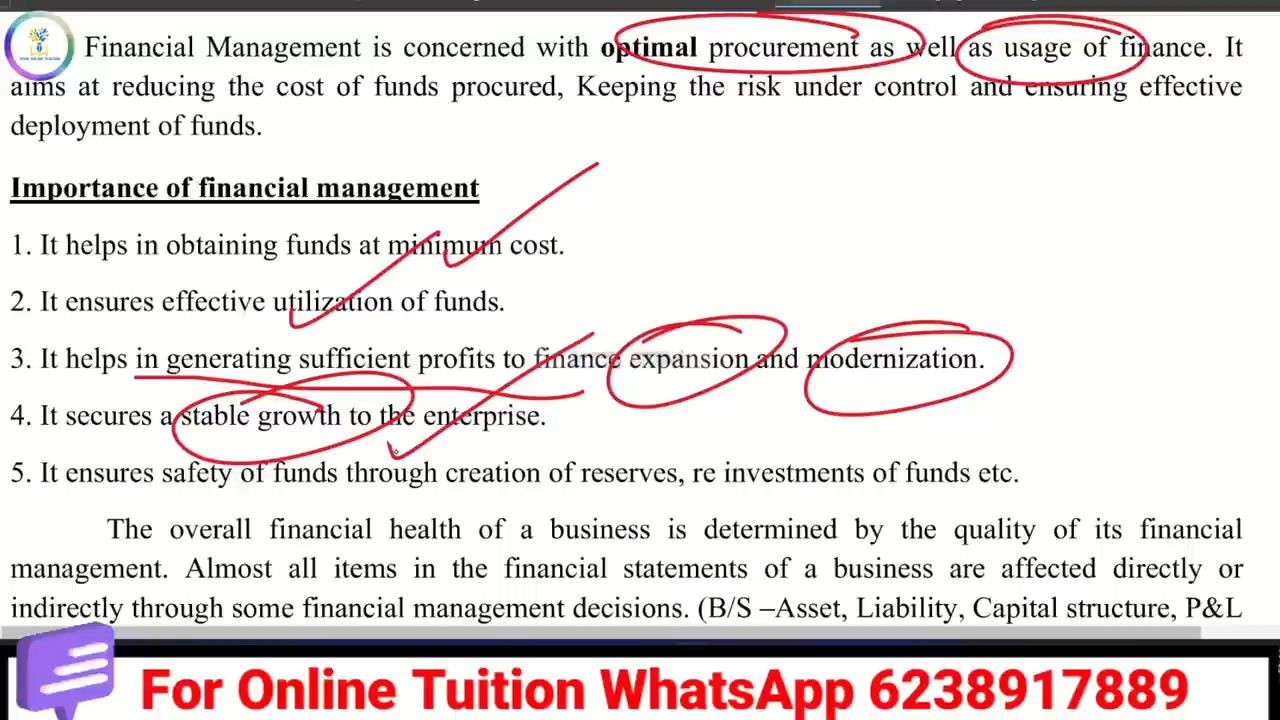 Financial Management is concerned with optimal procurement as well as usage of finance. It
aims at reducing the cost of funds procured, Keeping the risk under control and ensuring effective
deployment of funds.
Importance of financial management
1. It helps in obtaining funds at minimum cost.
2. It ensures effective utilization of funds.
3. It helps in generating sufficient profits to finance expansion and modernization.
4. It secures a stable growth to the enterprise.
5. It ensures safety of funds through creation of reserves, re investments of funds etc.
The overall financial health of a business is determined by the quality of its financial
management. Almost all items in the financial statements of a business are affected directly or
indirectly through some financial management decisions. (B/S –Asset, Liability, Capital structure, P&L
For Online Tuition WhatsApp 6238917889